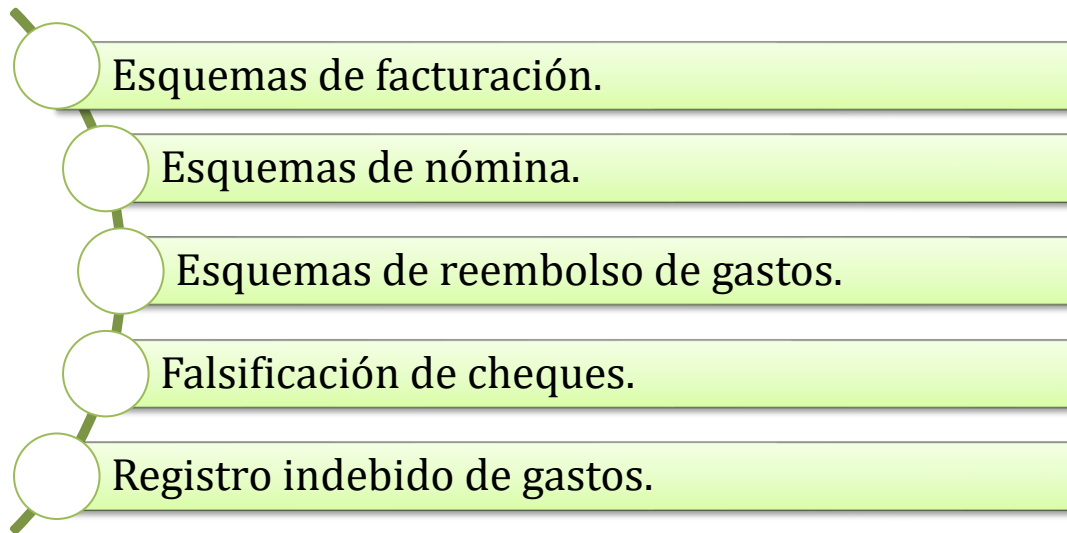 Esquemas de facturación.
Esquemas de nómina.
Esquemas de reembolso de gastos.
Falsificación de cheques.
Registro indebido de gastos.